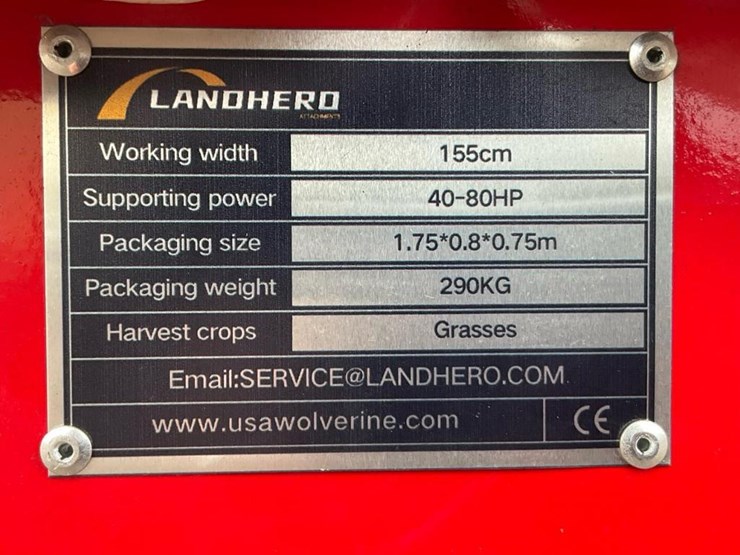 LANDHERO
ATTACHMENTS
Working width 155cm
Supporting power 40-80HP
Packaging size 1.75*0.8*0.75m
Packaging weight 290KG
Harvest crops Grasses
Email:SERVICE@LANDHERO.COM
www.usawolverine.com CE